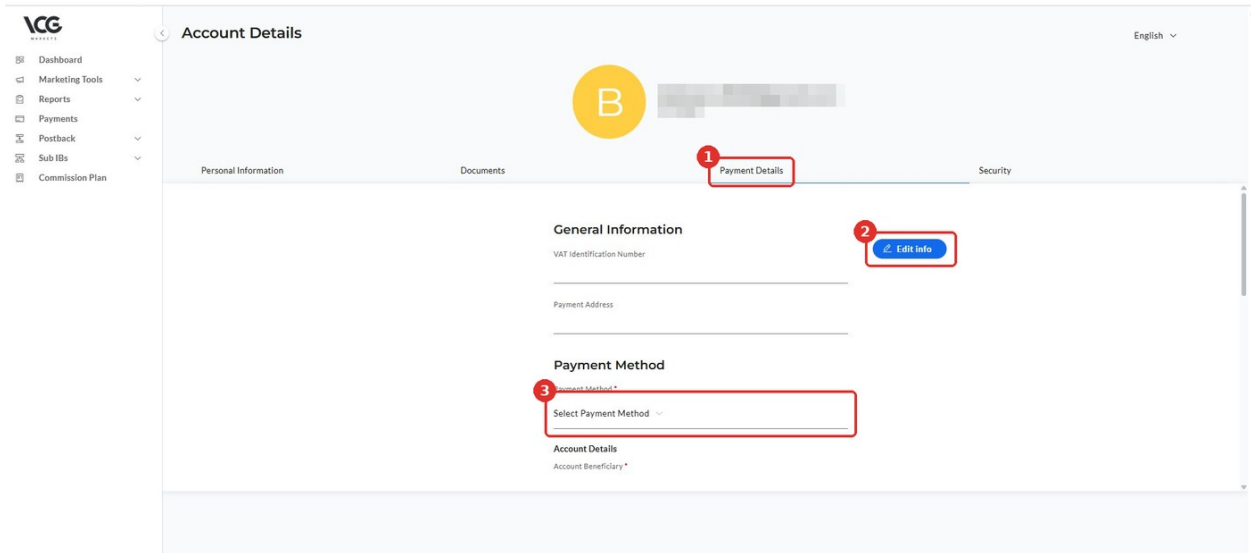 VCG
MARKETS
Account Details
English
Dashboard
Marketing Tools
Reports
Payments
Postback
Sub IBs
Commission Plan
B
1
Personal Information
Documents
Payment Details
Security
General Information
2
Edit info
VAT Identification Number
Payment Address
Payment Method
3
Payment Method *
Select Payment Method
Account Details
Account Beneficiary *